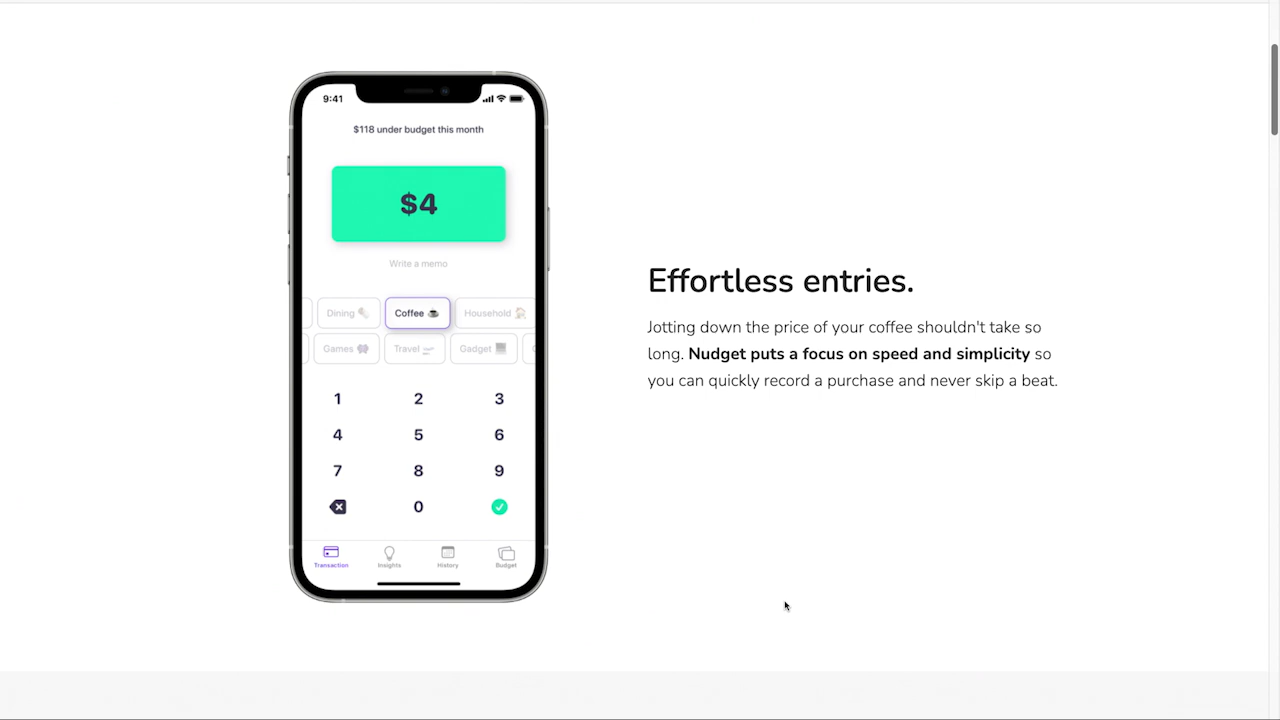 9:41
$118 under budget this month
$4
Write a memo
Dining
Coffee
Household
Games
Travel
Gadget
1 2 3
4 5 6
7 8 9
0
Transaction Insights History Budget
Effortless entries.
Jotting down the price of your coffee shouldn't take so
long. Nudget puts a focus on speed and simplicity so
you can quickly record a purchase and never skip a beat.